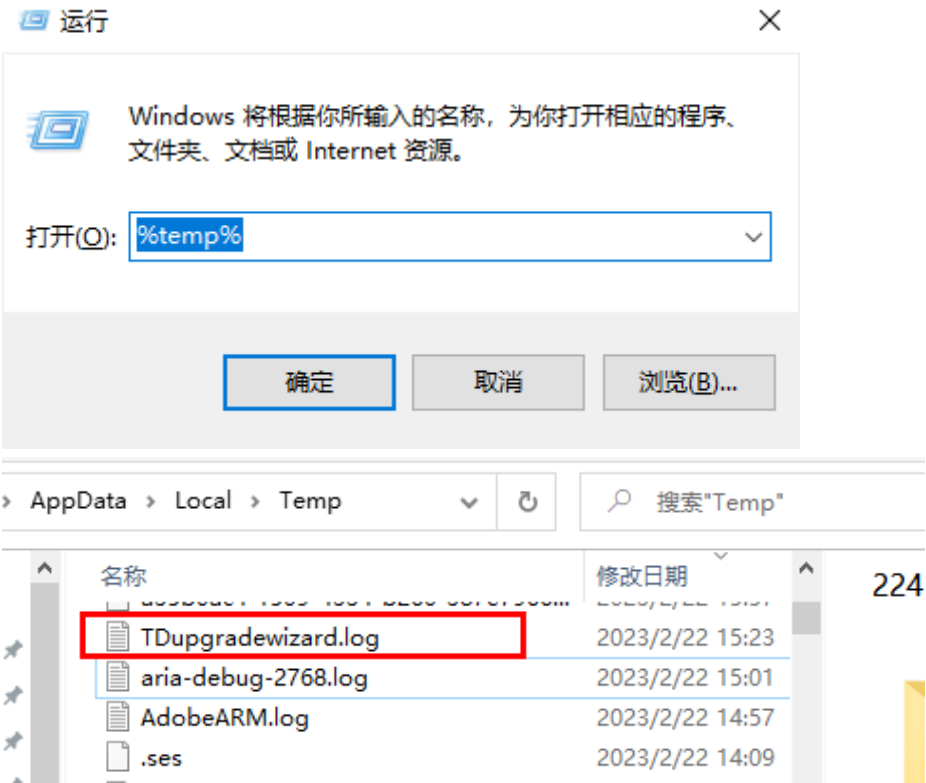 运行
Windows 将根据你所输入的名称，为你打开相应的程序、
文件夹、文档或 Internet 资源。
打开(O): %temp%
确定 取消 浏览(B)...
AppData > Local > Temp 搜索"Temp"
名称 修改日期
TDupgradewizard.log 2023/2/22 15:23
aria-debug-2768.log 2023/2/22 15:01
AdobeARM.log 2023/2/22 14:57
.ses 2023/2/22 14:09
224